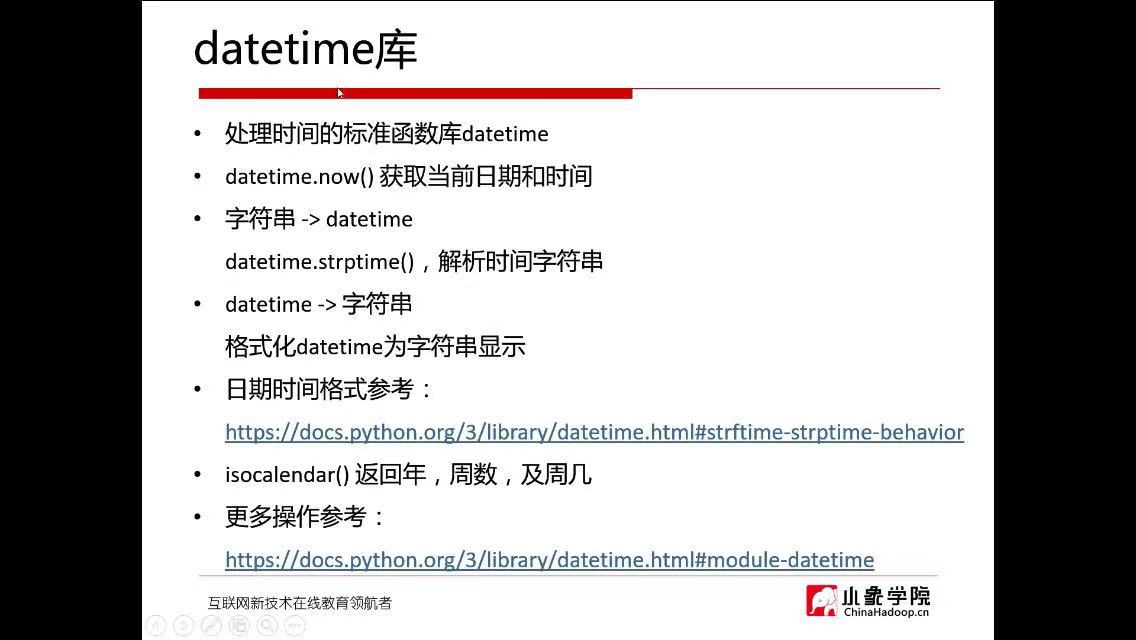 datetime库
• 处理时间的标准函数库datetime
• datetime.now() 获取当前日期和时间
• 字符串 -> datetime
datetime.strptime()，解析时间字符串
• datetime -> 字符串
格式化datetime为字符串显示
• 日期时间格式参考：
https://docs.python.org/3/library/datetime.html#strftime-strptime-behavior
• isocalendar() 返回年，周数，及周几
• 更多操作参考：
https://docs.python.org/3/library/datetime.html#module-datetime
互联网新技术在线教育领航者
小象学院
ChinaHadoop.cn